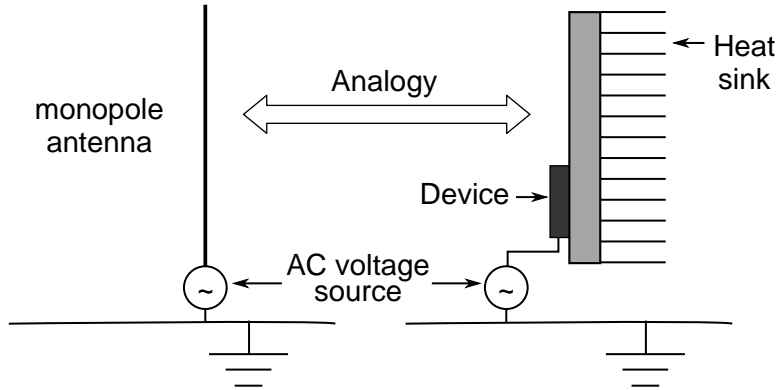 monopole
antenna
Analogy
Heat
sink
Device
AC voltage
source
~
~